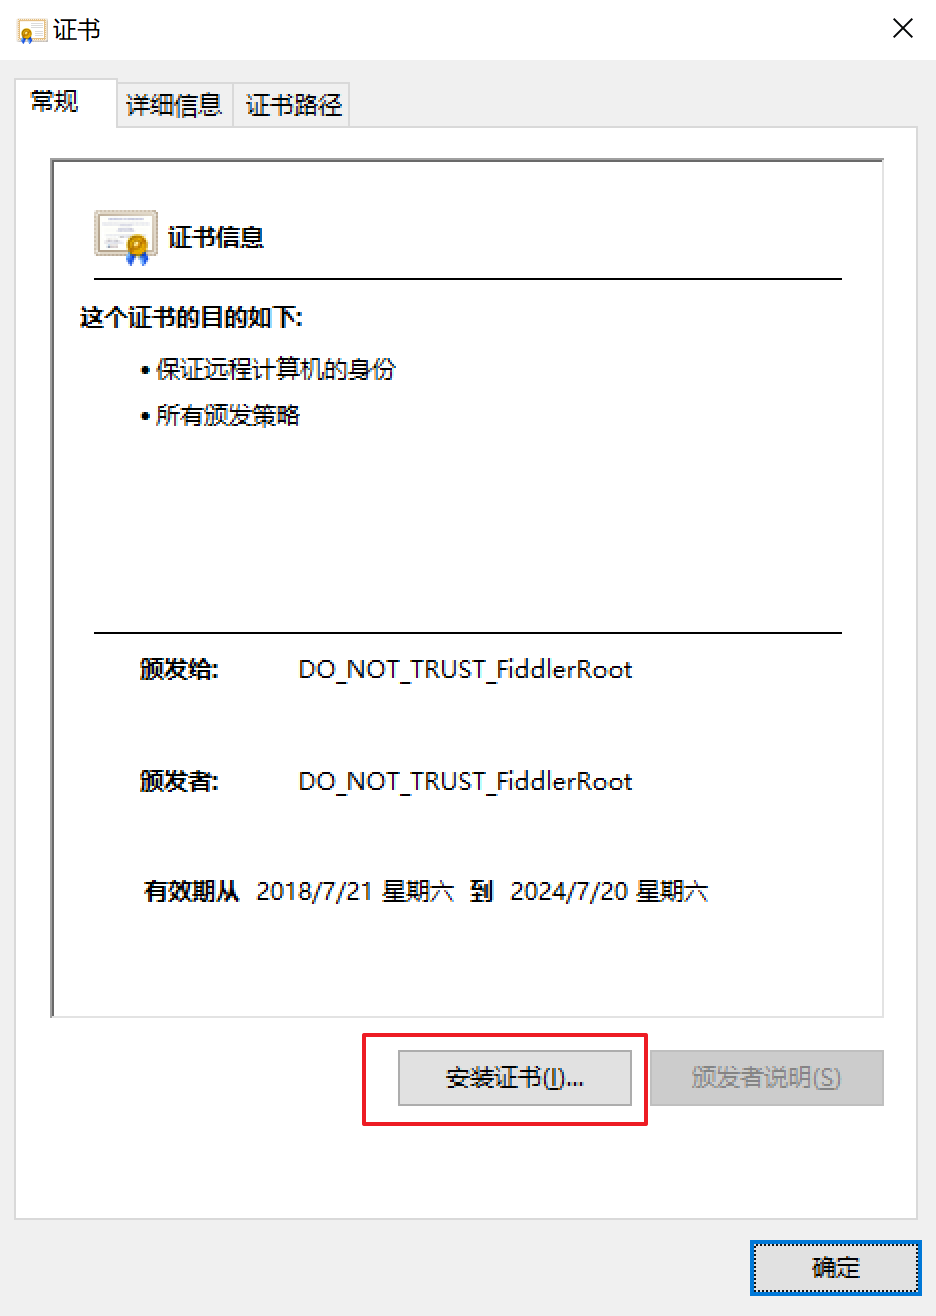 证书
常规 详细信息 证书路径
证书信息
这个证书的目的如下:
• 保证远程计算机的身份
• 所有颁发策略
颁发给: DO_NOT_TRUST_FiddlerRoot
颁发者: DO_NOT_TRUST_FiddlerRoot
有效期从 2018/7/21 星期六 到 2024/7/20 星期六
安装证书(I)... 颁发者说明(S)
确定